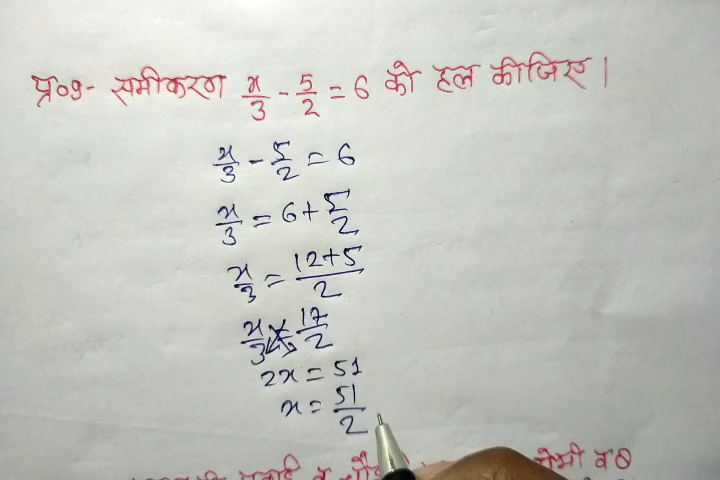 प्र०9- समीकरण x/3 - 5/2 = 6 को हल कीजिए।
x/3 - 5/2 = 6
x/3 = 6 + 5/2
x/3 = 12+5/2
x/3 = 17/2
2x = 51
x = 51/2